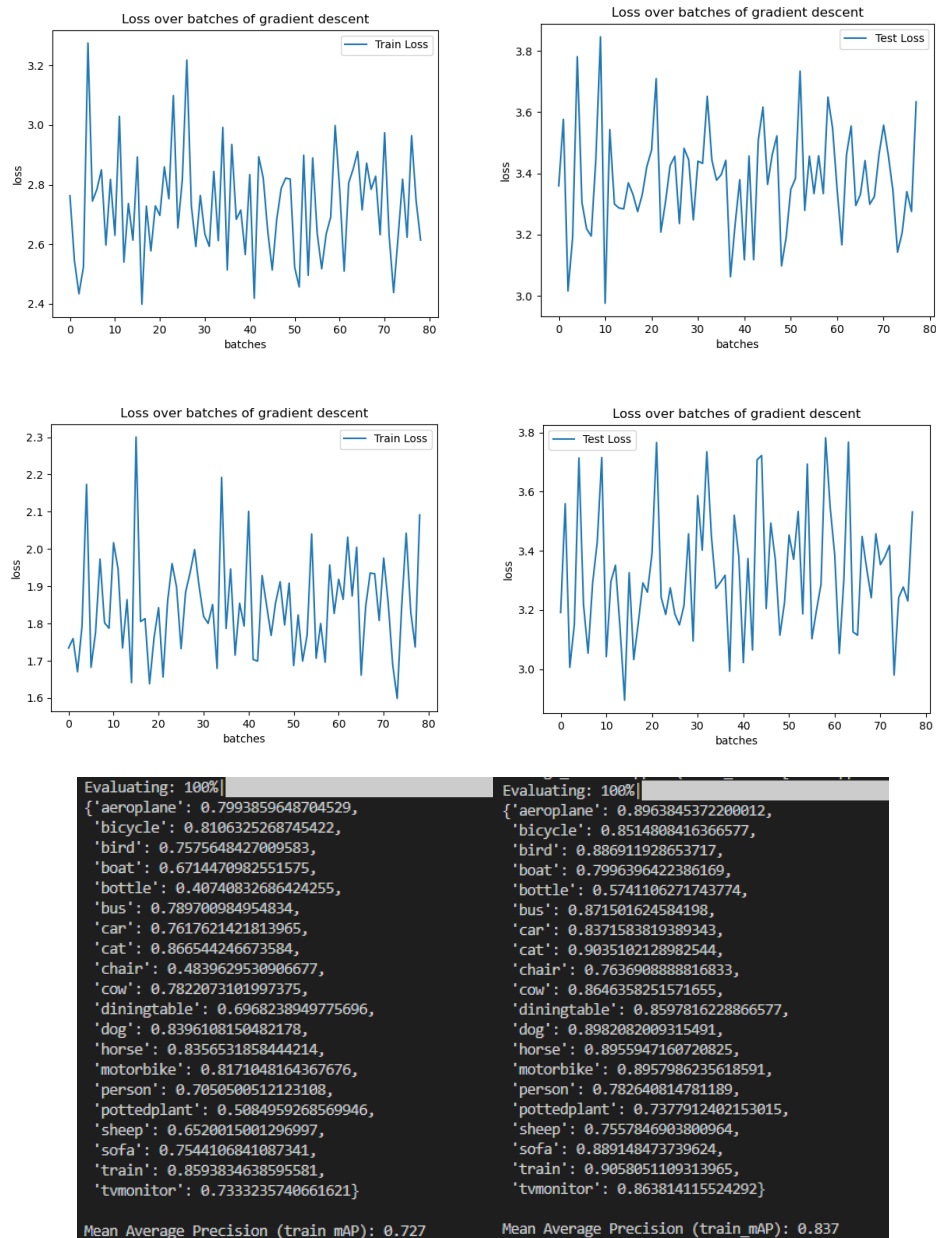 Loss over batches of gradient descent
Train Loss
3.2
3.0
2.8
2.6
2.4
loss
0 10 20 30 40 50 60 70 80
batches
Loss over batches of gradient descent
Test Loss
3.8
3.6
3.4
3.2
3.0
loss
0 10 20 30 40 50 60 70 80
batches
Loss over batches of gradient descent
Train Loss
2.3
2.2
2.1
2.0
1.9
1.8
1.7
1.6
loss
0 10 20 30 40 50 60 70 80
batches
Loss over batches of gradient descent
Test Loss
3.8
3.6
3.4
3.2
3.0
loss
0 10 20 30 40 50 60 70 80
batches
Evaluating: 100%|
{'aeroplane': 0.7993859648704529,
'bicycle': 0.8106325268745422,
'bird': 0.7575648427009583,
'boat': 0.6714470982551575,
'bottle': 0.40740832686424255,
'bus': 0.789700984954834,
'car': 0.7617621421813965,
'cat': 0.866544246673584,
'chair': 0.4839629530906677,
'cow': 0.7822073101997375,
'diningtable': 0.6968238949775696,
'dog': 0.8396108150482178,
'horse': 0.8356531858444214,
'motorbike': 0.8171048164367676,
'person': 0.7050500512123108,
'pottedplant': 0.5084959268569946,
'sheep': 0.6520015001296997,
'sofa': 0.7544106841087341,
'train': 0.8593834638595581,
'tvmonitor': 0.7333235740661621}
Mean Average Precision (train_mAP): 0.727
Evaluating: 100%|
{'aeroplane': 0.8963845372200012,
'bicycle': 0.8514808416366577,
'bird': 0.886911928653717,
'boat': 0.7996396422386169,
'bottle': 0.5741106271743774,
'bus': 0.871501624584198,
'car': 0.8371583819389343,
'cat': 0.9035102128982544,
'chair': 0.7636908888816833,
'cow': 0.8646358251571655,
'diningtable': 0.8597816228866577,
'dog': 0.8982082009315491,
'horse': 0.8955947160720825,
'motorbike': 0.8957986235618591,
'person': 0.782640814781189,
'pottedplant': 0.7377912402153015,
'sheep': 0.7557846903800964,
'sofa': 0.889148473739624,
'train': 0.9058051109313965,
'tvmonitor': 0.863814115524292}
Mean Average Precision (train_mAP): 0.837